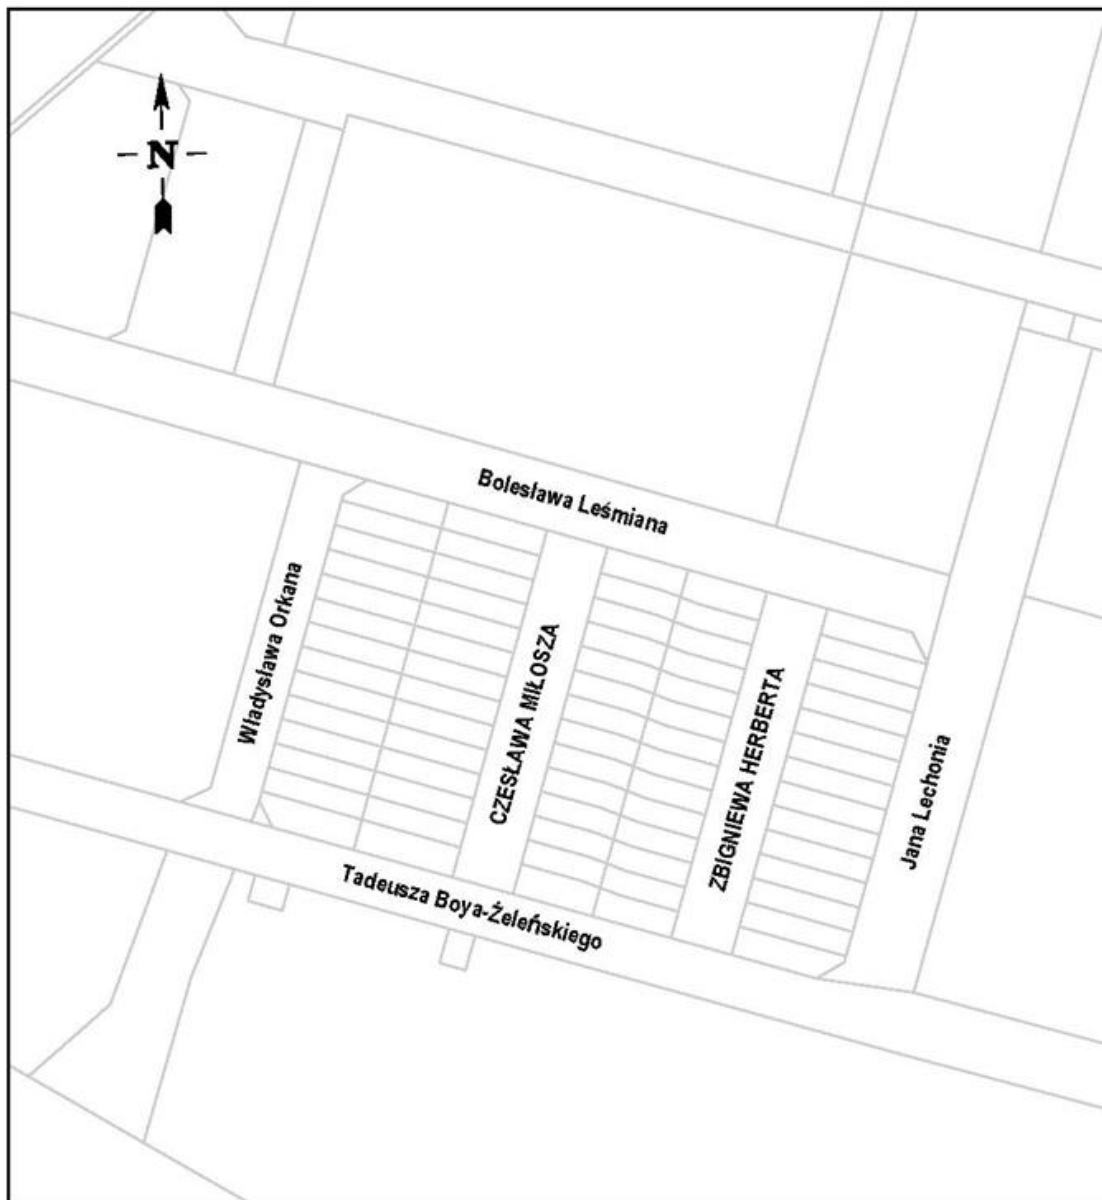 N
Bolesława Leśmiana
Władysława Orkana
CZESŁAWA MIŁOSZA
ZBIGNIEWA HERBERTA
Jana Lechonia
Tadeusza Boya-Żeleńskiego